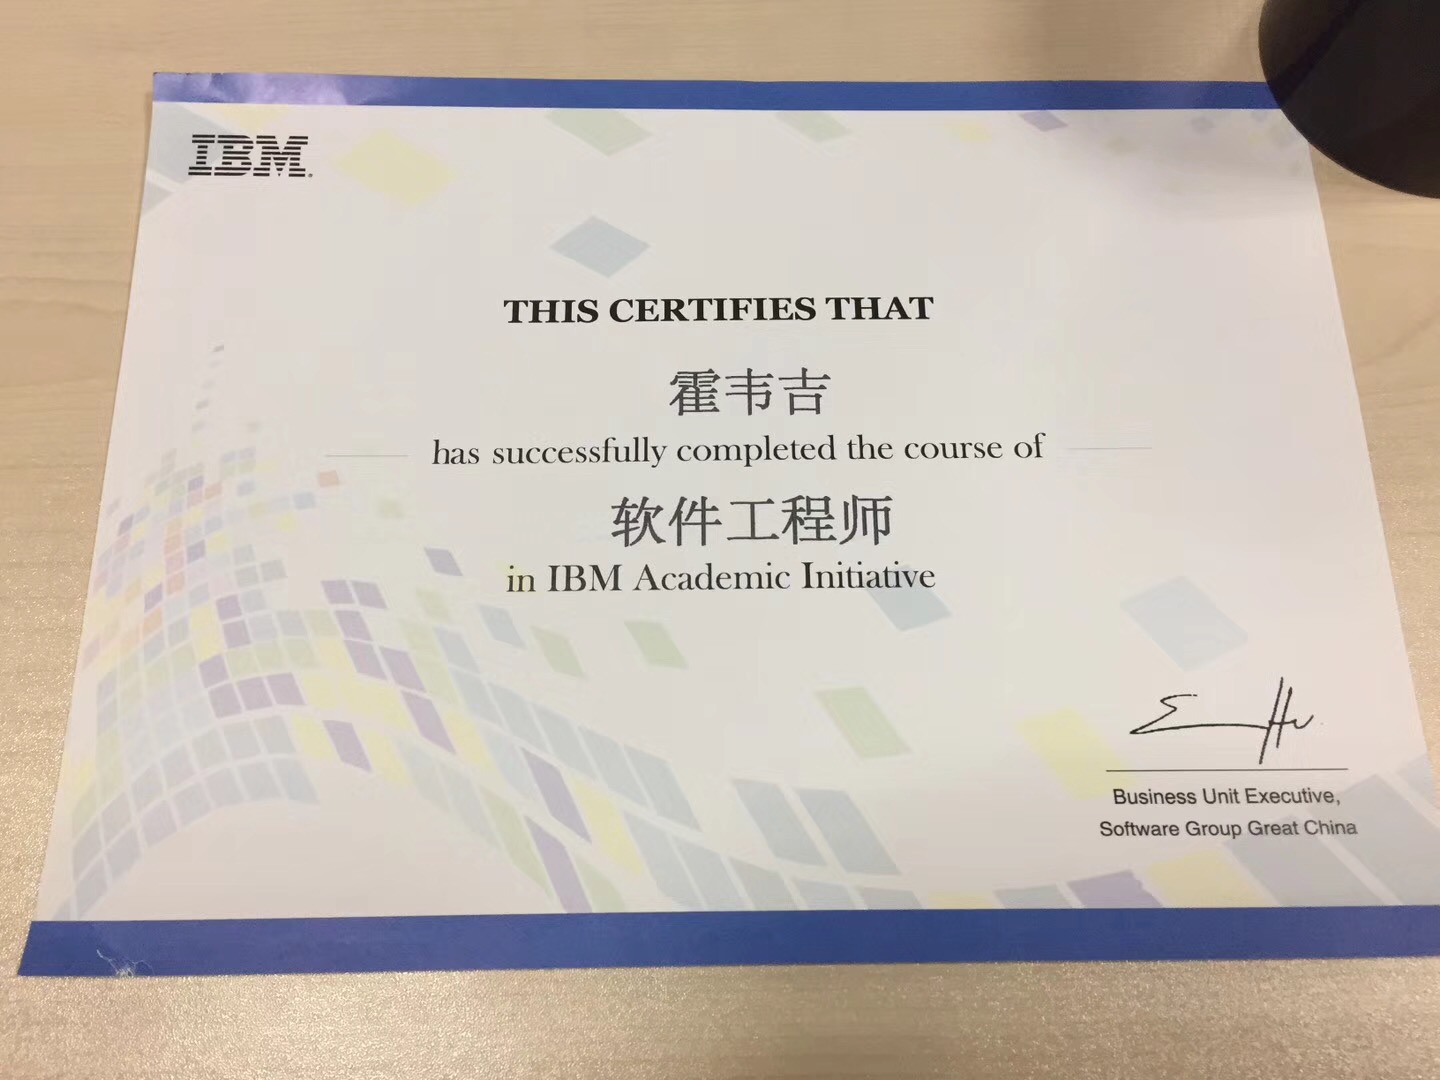 IBM
THIS CERTIFIES THAT
霍韦吉
has successfully completed the course of
软件工程师
in IBM Academic Initiative
Business Unit Executive,
Software Group Great China